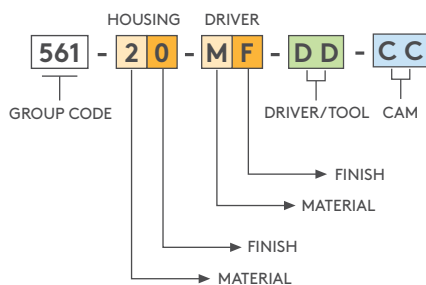 HOUSING DRIVER
561 - 2 0 - M F - D D - C C
GROUP CODE DRIVER/TOOL CAM
FINISH
MATERIAL
FINISH
MATERIAL